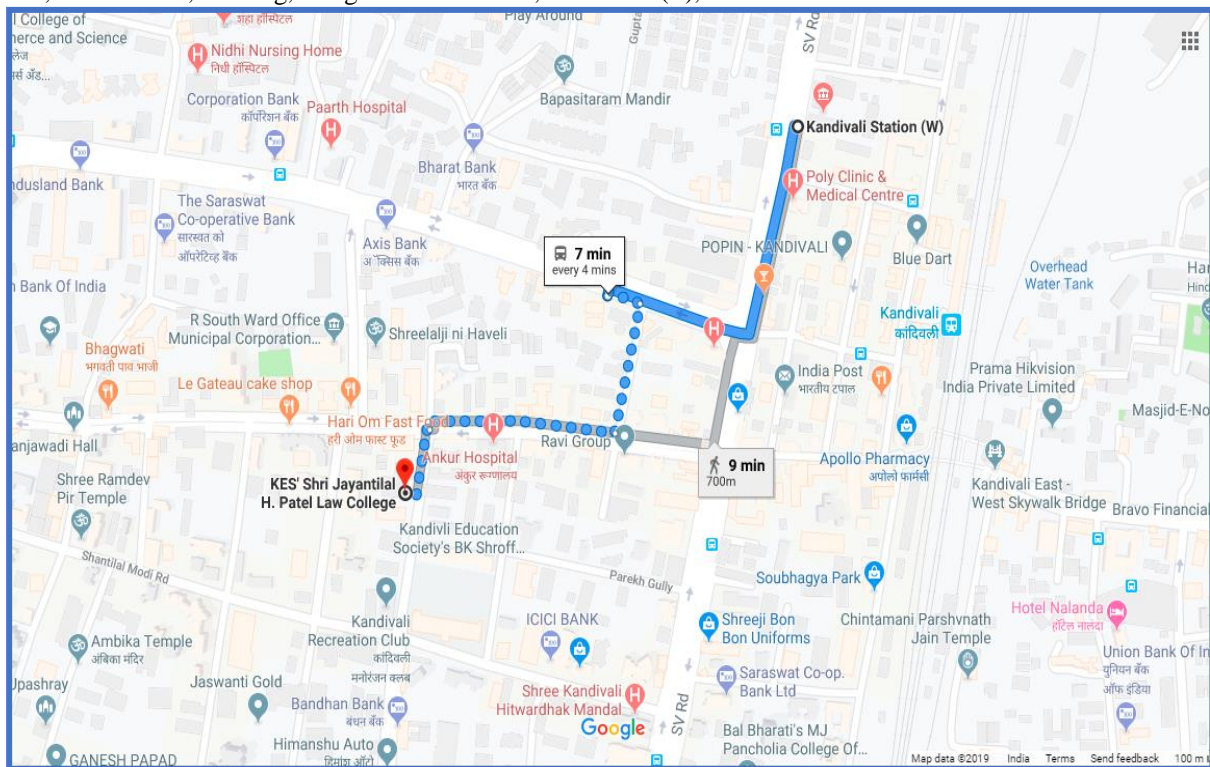 l College of
nerce and Science
शहा हॉस्पिटल
Play Around
Gupta
SV Rd
Nidhi Nursing Home
निधी हॉस्पिटल
Corporation Bank
कॉर्पोरेशन बँक
Paarth Hospital
Bapasitaram Mandir
Kandivali Station (W)
Bharat Bank
भारत बँक
Poly Clinic &
Medical Centre
ndusland Bank
The Saraswat
Co-operative Bank
सारस्वत को
ऑपरेटिव्ह बँक
Axis Bank
अॅक्सिस बँक
7 min
every 4 mins
POPIN - KANDIVALI
Blue Dart
Overhead
Water Tank
Har
Hind
n Bank Of India
Kandivali
कांदिवली
R South Ward Office
Municipal Corporation...
Shreelalji ni Haveli
Bhagwati
भगवती पाव भाजी
Le Gateau cake shop
India Post
भारतीय टपाल
Prama Hikvision
India Private Limited
Masjid-E-No
Hari Om Fast Food
हरी ओम फास्ट फूड
anjawadi Hall
Ravi Group
Ankur Hospital
अंकुर रूग्णालय
9 min
700m
Apollo Pharmacy
अपोलो फार्मसी
Shree Ramdev
Pir Temple
KES' Shri Jayantilal
H. Patel Law College
Kandivali East -
West Skywalk Bridge
Bravo Financial
Kandivli Education
Society's BK Shroff...
Shantilal Modi Rd
Parekh Gully
Soubhagya Park
Kandivali
Recreation Club
कांदिवली
मनोरंजन क्लब
ICICI BANK
Shreeji Bon
Bon Uniforms
Chintamani Parshvnath
Jain Temple
Hotel Nalanda
हॉटेल नालंदा
Ambika Temple
अंबिका मंदिर
Union Bank Of In
युनियन बँक
ऑफ इंडिया
Jpashray
Jaswanti Gold
Bandhan Bank
बंधन बँक
Shree Kandivali
Hitwardhak Mandal
Saraswat Co-op.
Bank Ltd
SV Rd
Google
Himanshu Auto
हिमांशु ऑटो
Bal Bharati's MJ
Pancholia College Of...
GANESH PAPAD
Map data ©2019 India Terms Send feedback 100 m